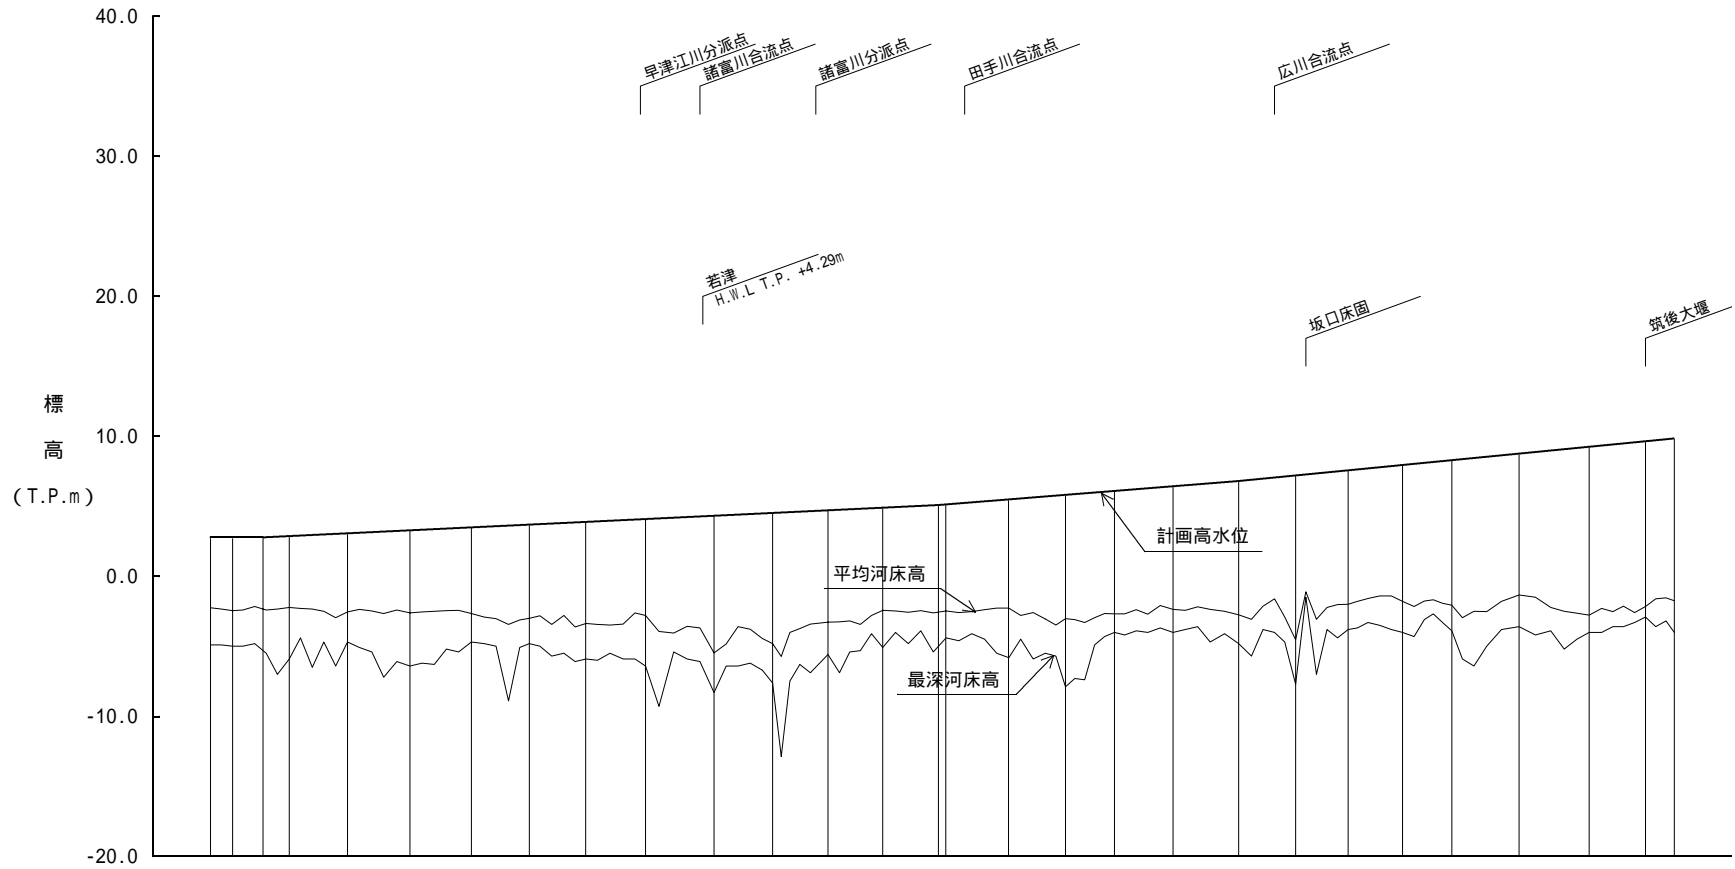 40.0
早津江川分派点
諸富川合流点
諸富川分派点
田手川合流点
広川合流点
30.0
若津
H.W.L T.P. +4.29m
20.0
坂口床固
筑後大堰
標
高
(T.P.m)
10.0
計画高水位
平均河床高
0.0
最深河床高
-10.0
-20.0